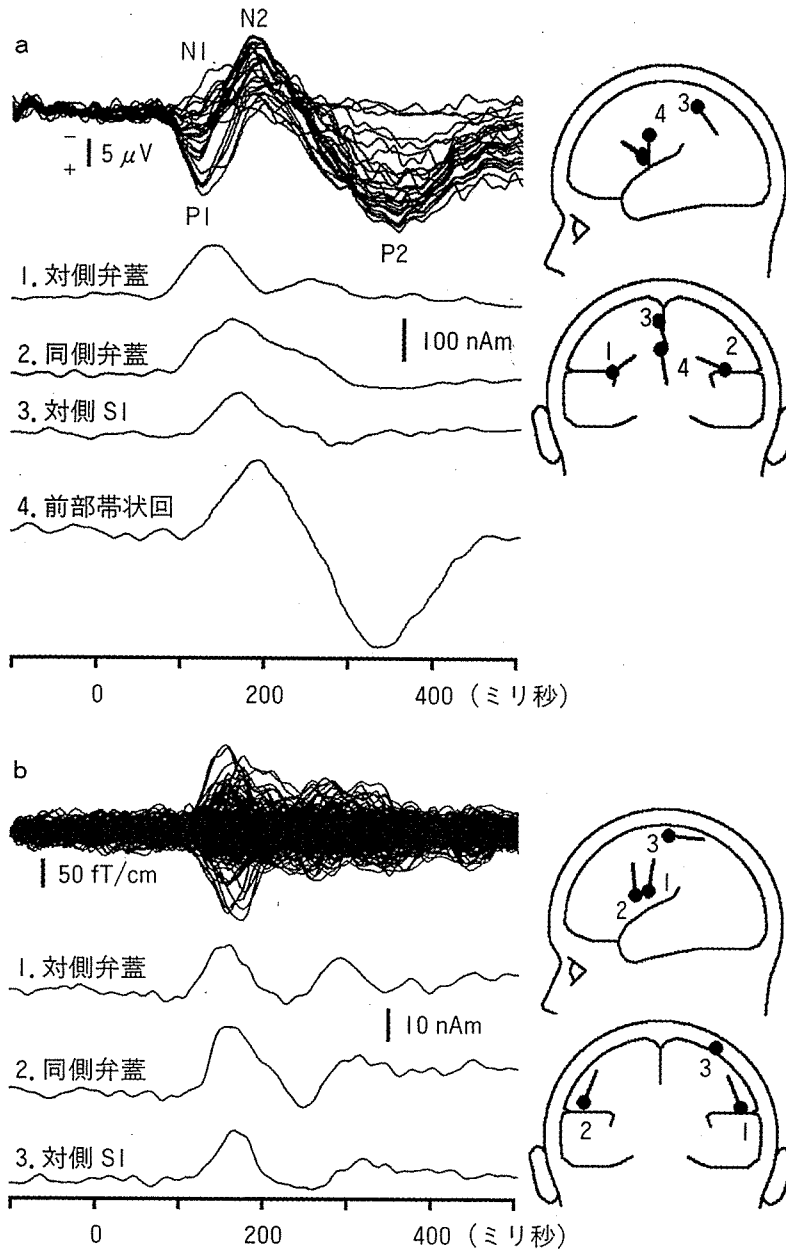 a
N1
N2
−
+
5 μV
P1
P2
1. 対側弁蓋
100 nAm
2. 同側弁蓋
3. 対側 SI
4. 前部帯状回
0
200
400 (ミリ秒)
4
3
3
1
2
4
b
50 fT/cm
1. 対側弁蓋
10 nAm
2. 同側弁蓋
3. 対側 SI
0
200
400 (ミリ秒)
3
1
2
3
2
1